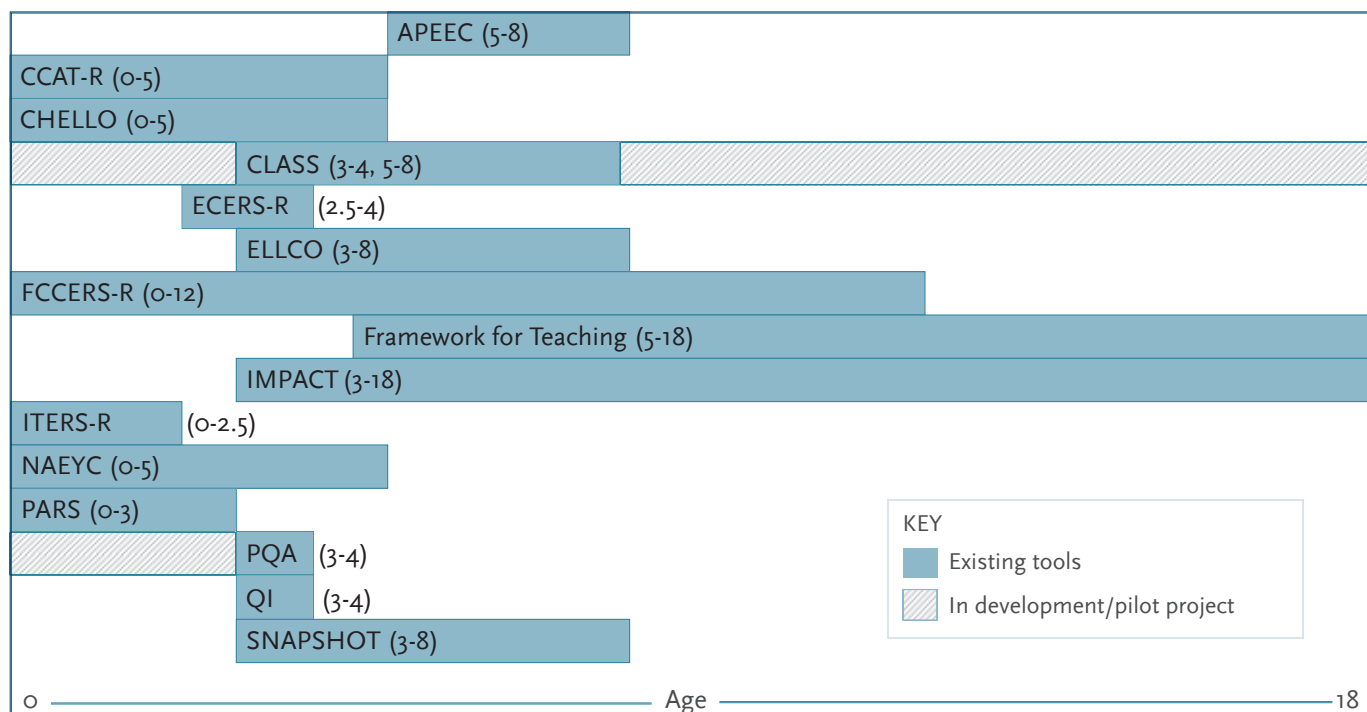 APEEC (5-8)
CCAT-R (0-5)
CHELLO (0-5)
CLASS (3-4, 5-8)
ECERS-R (2.5-4)
ELLCO (3-8)
FCCERS-R (0-12)
Framework for Teaching (5-18)
IMPACT (3-18)
ITERS-R (0-2.5)
NAEYC (0-5)
PARS (0-3)
PQA (3-4)
QI (3-4)
SNAPSHOT (3-8)
KEY
Existing tools
In development/pilot project
0 Age 18